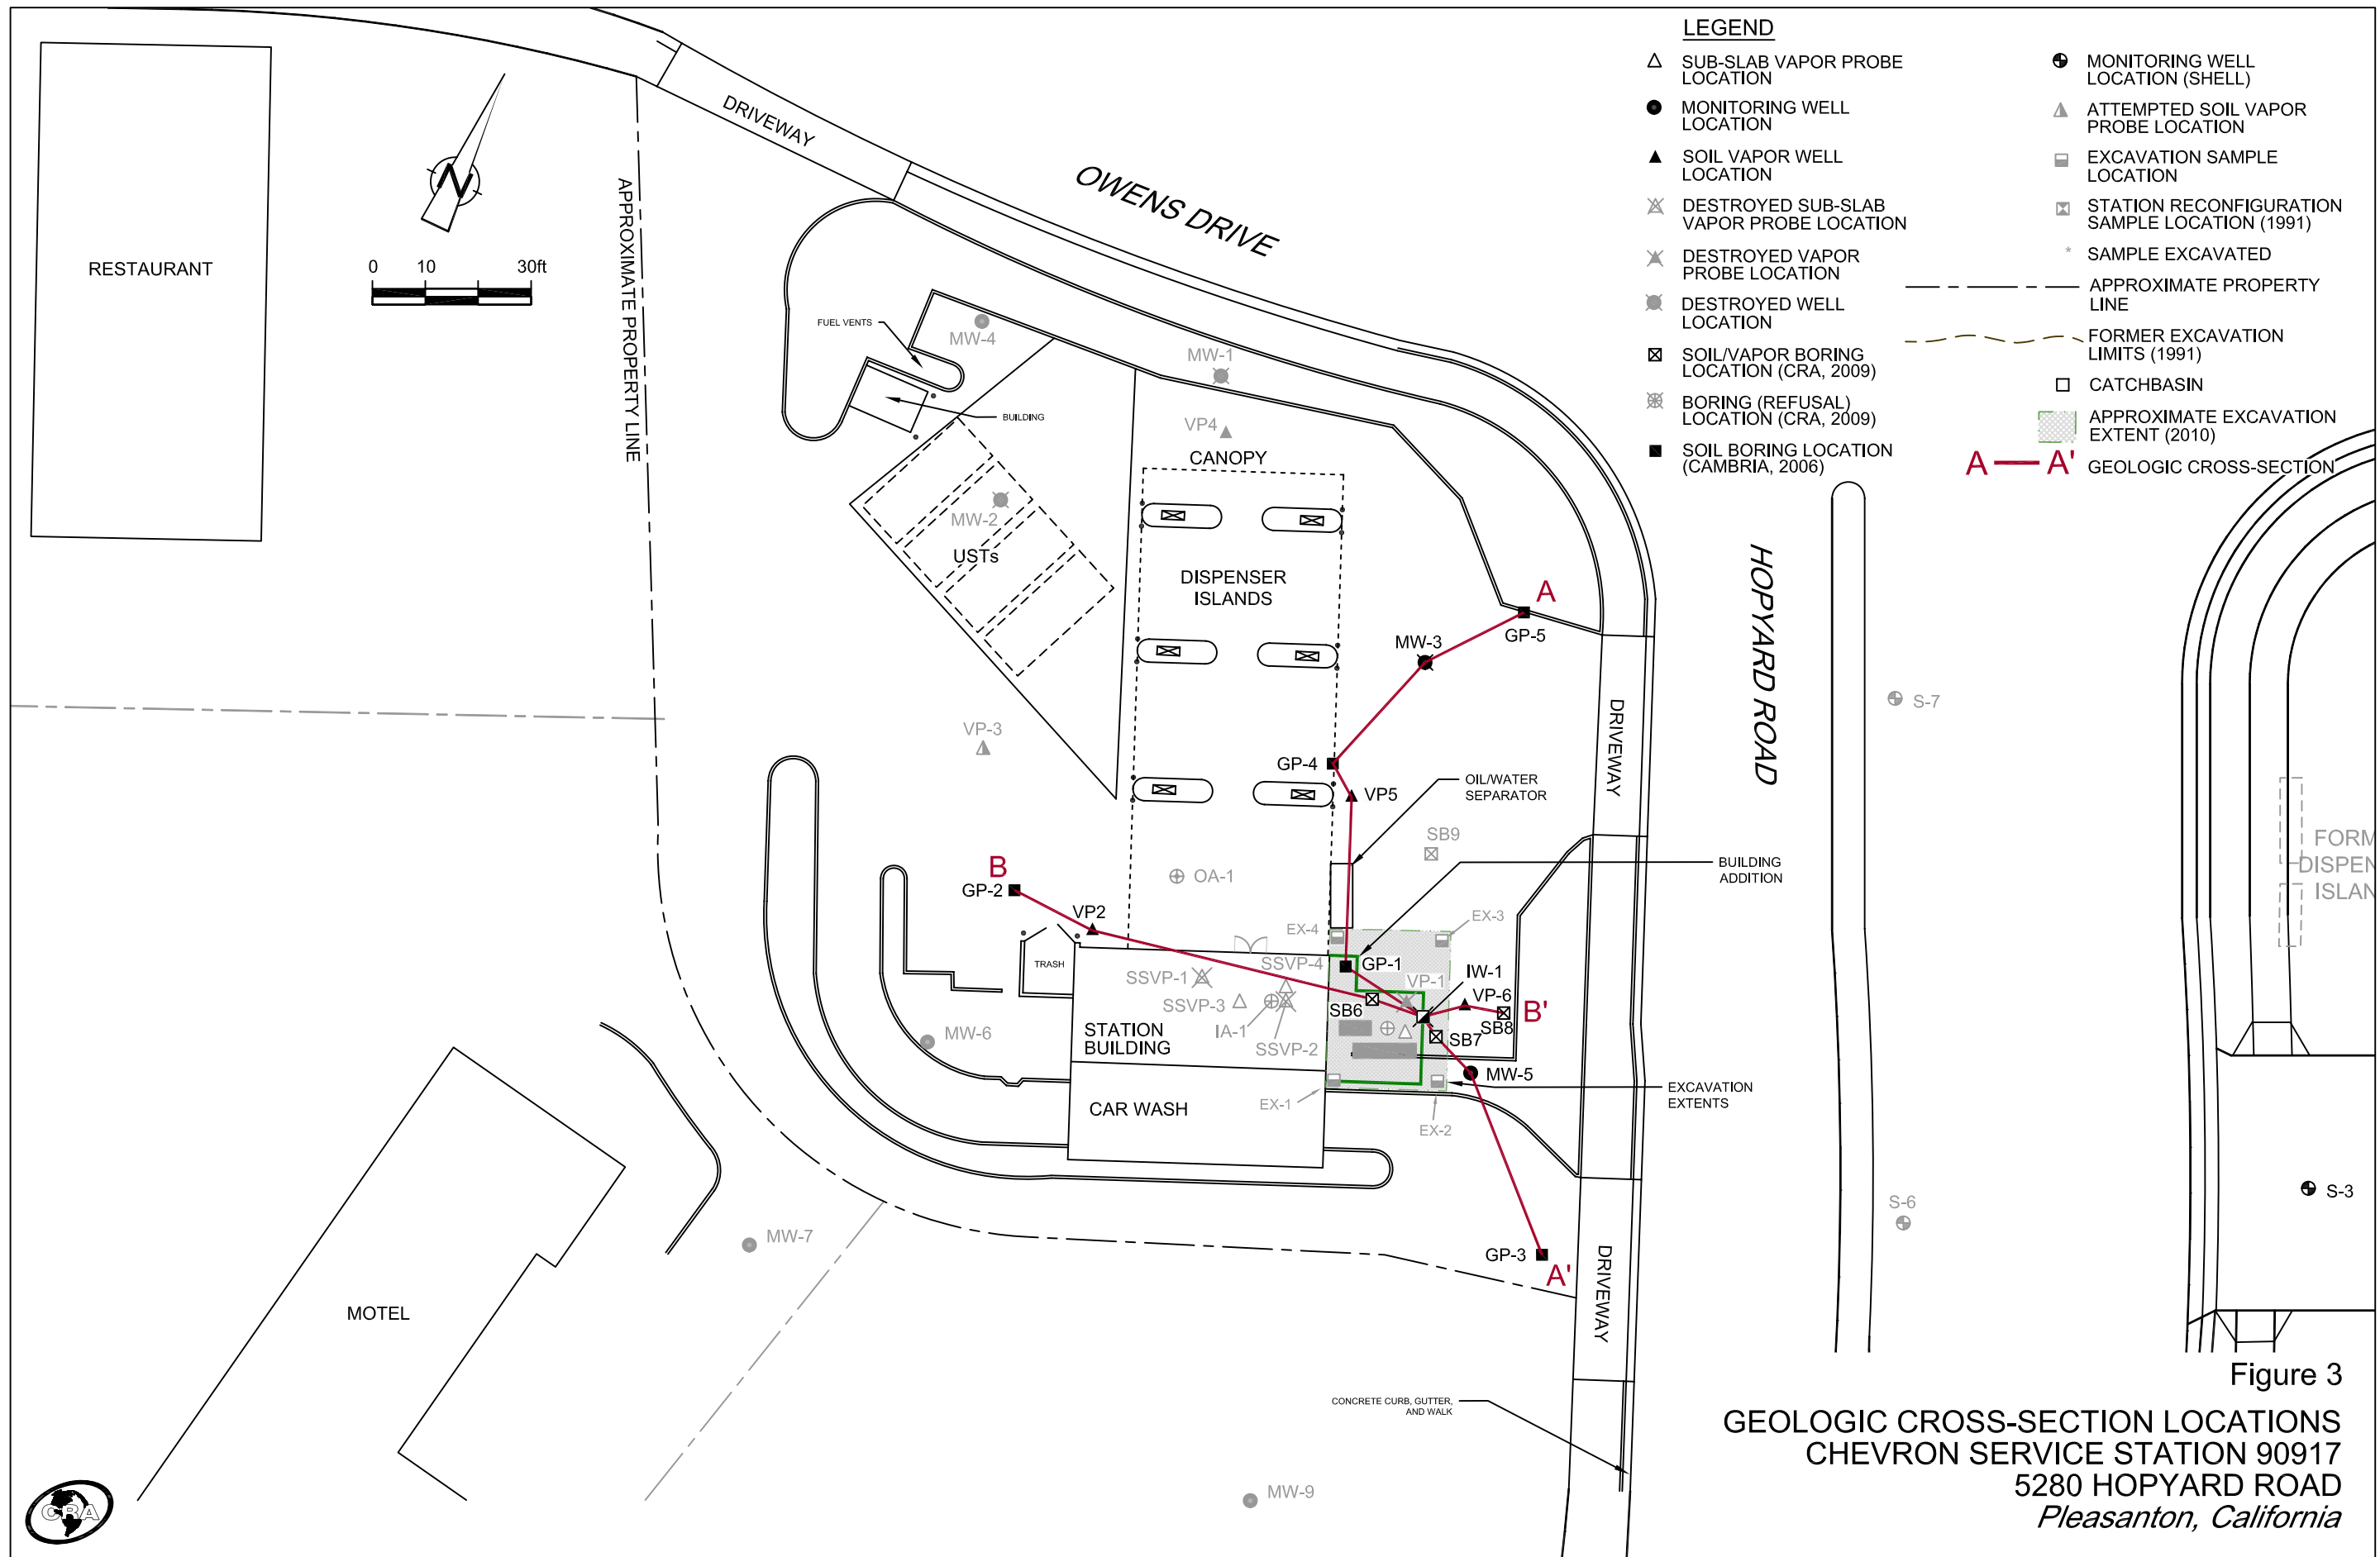 LEGEND
SUB-SLAB VAPOR PROBE
LOCATION
MONITORING WELL
LOCATION
SOIL VAPOR WELL
LOCATION
DESTROYED SUB-SLAB
VAPOR PROBE LOCATION
DESTROYED VAPOR
PROBE LOCATION
DESTROYED WELL
LOCATION
SOIL/VAPOR BORING
LOCATION (CRA, 2009)
BORING (REFUSAL)
LOCATION (CRA, 2009)
SOIL BORING LOCATION
(CAMBRIA, 2006)
MONITORING WELL
LOCATION (SHELL)
ATTEMPTED SOIL VAPOR
PROBE LOCATION
EXCAVATION SAMPLE
LOCATION
STATION RECONFIGURATION
SAMPLE LOCATION (1991)
* SAMPLE EXCAVATED
APPROXIMATE PROPERTY
LINE
FORMER EXCAVATION
LIMITS (1991)
CATCHBASIN
APPROXIMATE EXCAVATION
EXTENT (2010)
A A' GEOLOGIC CROSS-SECTION
RESTAURANT
N
0 10 30ft
APPROXIMATE PROPERTY LINE
DRIVEWAY
OWENS DRIVE
FUEL VENTS
MW-4
MW-1
BUILDING
VP4
CANOPY
MW-2
USTs
DISPENSER
ISLANDS
A
GP-5
MW-3
HOPYARD ROAD
S-7
DRIVEWAY
VP-3
GP-4
VP5
OIL/WATER
SEPARATOR
SB9
FORM
DISPEN
ISLAN
BUILDING
ADDITION
B
GP-2
OA-1
VP2
EX-4
EX-3
TRASH
SSVP-1
SSVP-4
GP-1
VP-1
IW-1
SSVP-3
VP-6
SB6
B'
SB8
IA-1
SSVP-2
SB7
STATION
BUILDING
MW-6
MW-5
EXCAVATION
EXTENTS
CAR WASH
EX-1
EX-2
S-3
S-6
MW-7
GP-3
A'
DRIVEWAY
MOTEL
CONCRETE CURB, GUTTER,
AND WALK
MW-9
CRA
Figure 3
GEOLOGIC CROSS-SECTION LOCATIONS
CHEVRON SERVICE STATION 90917
5280 HOPYARD ROAD
Pleasanton, California